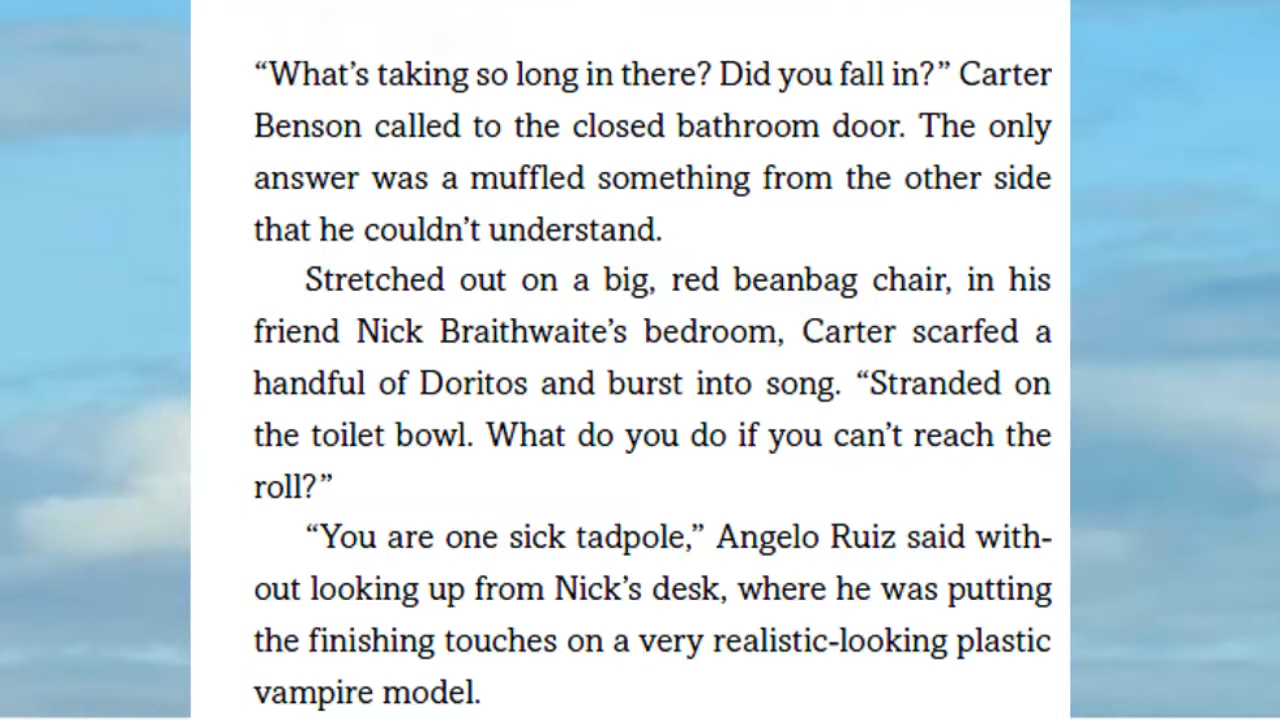 “What’s taking so long in there? Did you fall in?” Carter
Benson called to the closed bathroom door. The only
answer was a muffled something from the other side
that he couldn’t understand.
Stretched out on a big, red beanbag chair, in his
friend Nick Braithwaite’s bedroom, Carter scarfed a
handful of Doritos and burst into song. “Stranded on
the toilet bowl. What do you do if you can’t reach the
roll?”
“You are one sick tadpole,” Angelo Ruiz said with-
out looking up from Nick’s desk, where he was putting
the finishing touches on a very realistic-looking plastic
vampire model.